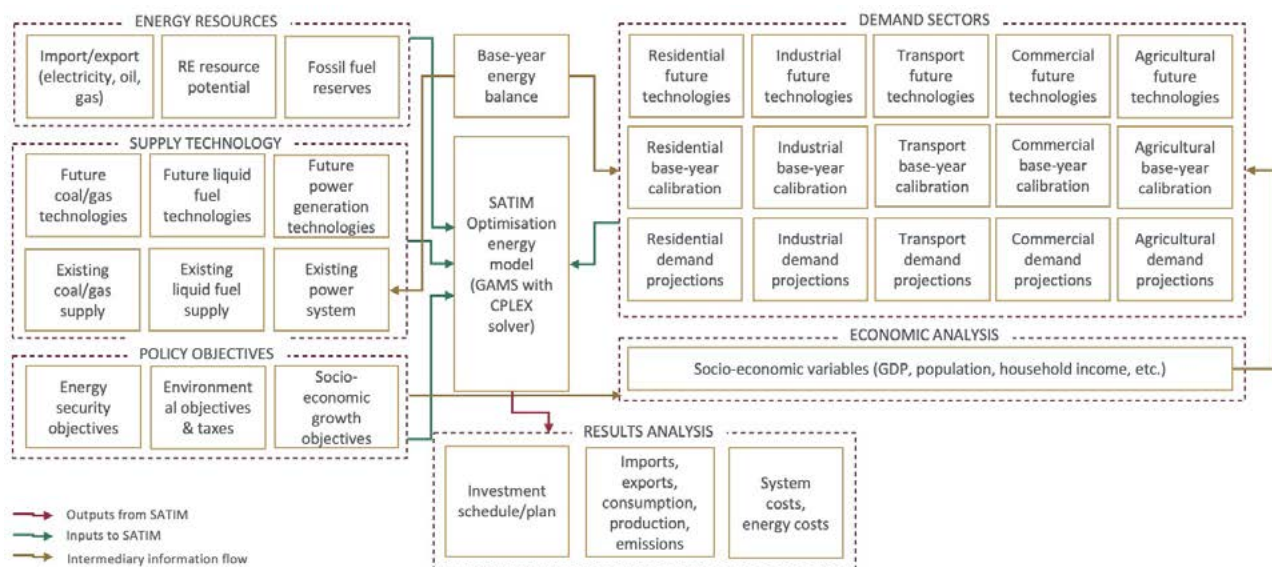 ENERGY RESOURCES
Import/export
(electricity, oil,
gas)
RE resource
potential
Fossil fuel
reserves
Base-year
energy
balance
DEMAND SECTORS
Residential
future
technologies
Industrial
future
technologies
Transport
future
technologies
Commercial
future
technologies
Agricultural
future
technologies
Residential
base-year
calibration
Industrial
base-year
calibration
Transport
base-year
calibration
Commercial
base-year
calibration
Agricultural
base-year
calibration
Residential
demand
projections
Industrial
demand
projections
Transport
demand
projections
Commercial
demand
projections
Agricultural
demand
projections
SUPPLY TECHNOLOGY
Future
coal/gas
technologies
Future liquid
fuel
technologies
Future
power
generation
technologies
Existing
coal/gas
supply
Existing
liquid fuel
supply
Existing
power
system
SATIM
Optimisation
energy
model
(GAMS with
CPLEX
solver)
POLICY OBJECTIVES
Energy
security
objectives
Environment
al objectives
& taxes
Socio-
economic
growth
objectives
ECONOMIC ANALYSIS
Socio-economic variables (GDP, population, household income, etc.)
RESULTS ANALYSIS
Investment
schedule/plan
Imports,
exports,
consumption,
production,
emissions
System
costs,
energy costs
Outputs from SATIM
Inputs to SATIM
Intermediary information flow